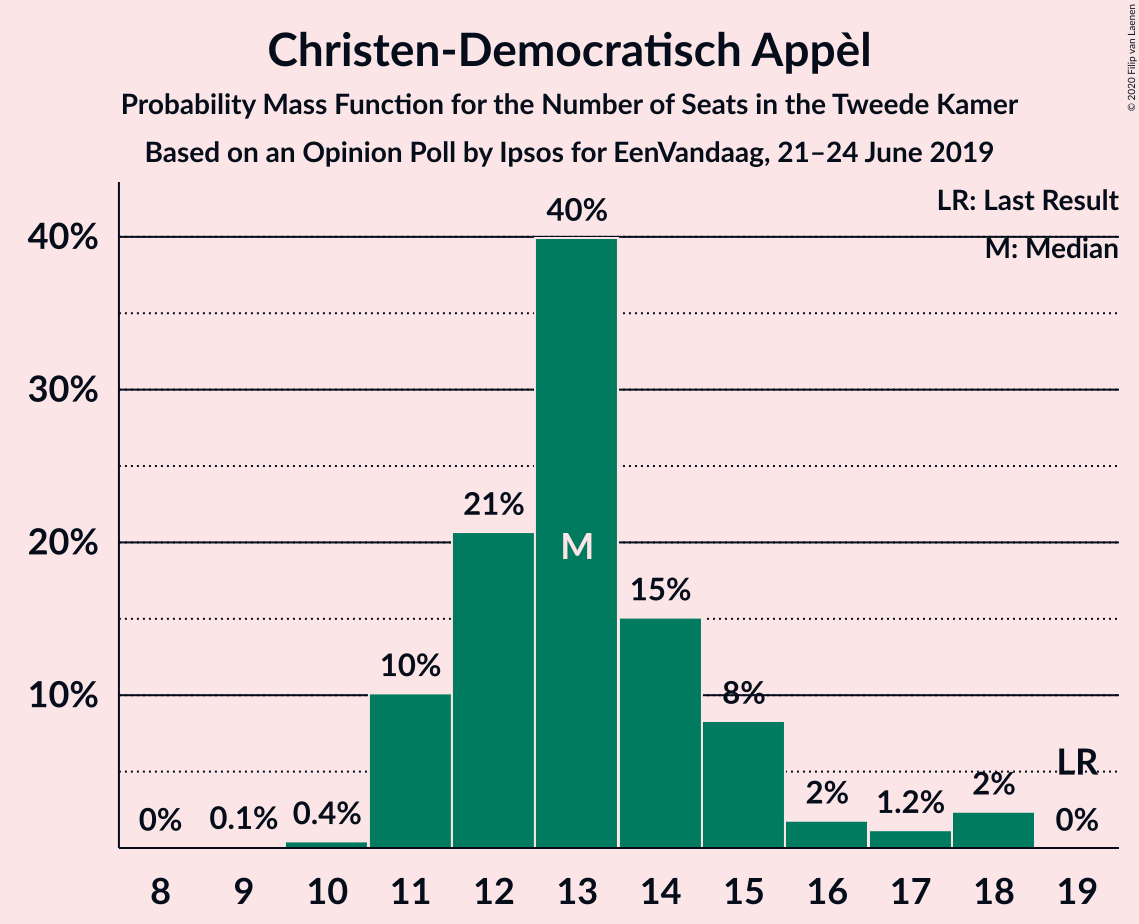 Christen-Democratisch Appèl
Probability Mass Function for the Number of Seats in the Tweede Kamer
Based on an Opinion Poll by Ipsos for EenVandaag, 21–24 June 2019
© 2020 Filip van Laenen
LR: Last Result
M: Median
40%
30%
20%
10%
0%
0.1%
0.4%
10%
21%
40%
M
15%
8%
2%
1.2%
2%
LR
0%
8 9 10 11 12 13 14 15 16 17 18 19